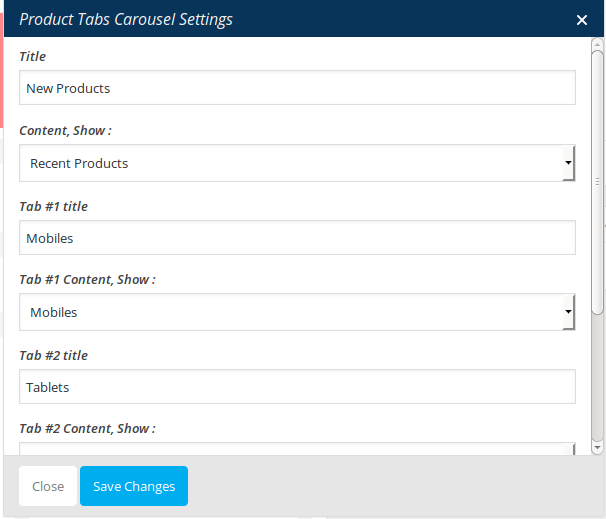 Product Tabs Carousel Settings
Title
New Products
Content, Show :
Recent Products
Tab #1 title
Mobiles
Tab #1 Content, Show :
Mobiles
Tab #2 title
Tablets
Tab #2 Content, Show :
Close Save Changes